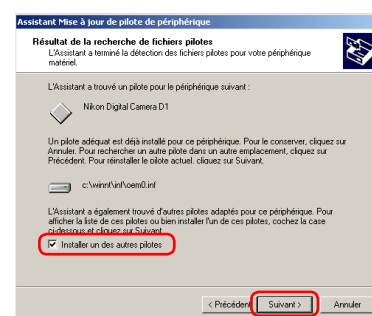 Assistant Mise à jour de pilote de périphérique
Résultat de la recherche de fichiers pilotes
L'Assistant a terminé la détection des fichiers pilotes pour votre périphérique
matériel.
L'Assistant a trouvé un pilote pour le périphérique suivant :
Nikon Digital Camera D1
Un pilote adéquat est déjà installé pour ce périphérique. Pour le conserver, cliquez sur
Annuler. Pour rechercher un autre pilote dans un autre emplacement, cliquez sur
Précédent. Pour réinstaller le pilote actuel, cliquez sur Suivant.
c:\winnt\inf\oem0.inf
L'Assistant a également trouvé d'autres pilotes adaptés pour ce périphérique. Pour
afficher la liste de ces pilotes ou bien installer l'un de ces pilotes, cochez la case
ci-dessous et cliquez sur Suivant.
Installer un des autres pilotes
< Précédent Suivant > Annuler